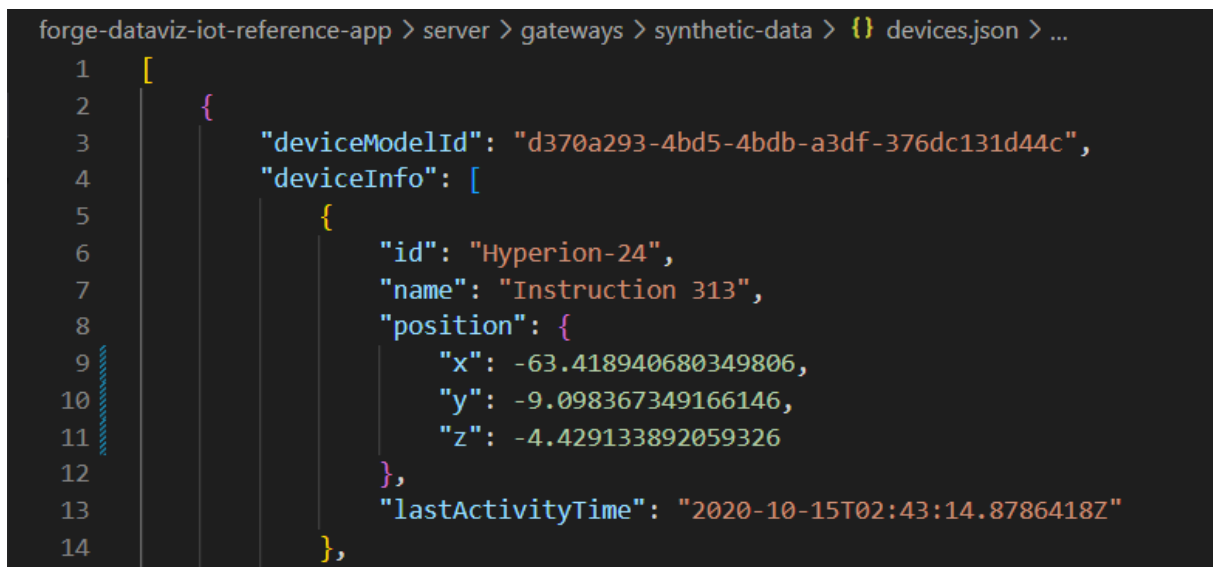 forge-dataviz-iot-reference-app > server > gateways > synthetic-data > {} devices.json > ...
1 [
2 {
3 "deviceModelId": "d370a293-4bd5-4bdb-a3df-376dc131d44c",
4 "deviceInfo": [
5 {
6 "id": "Hyperion-24",
7 "name": "Instruction 313",
8 "position": {
9 "x": -63.418940680349806,
10 "y": -9.098367349166146,
11 "z": -4.429133892059326
12 },
13 "lastActivityTime": "2020-10-15T02:43:14.8786418Z"
14 },